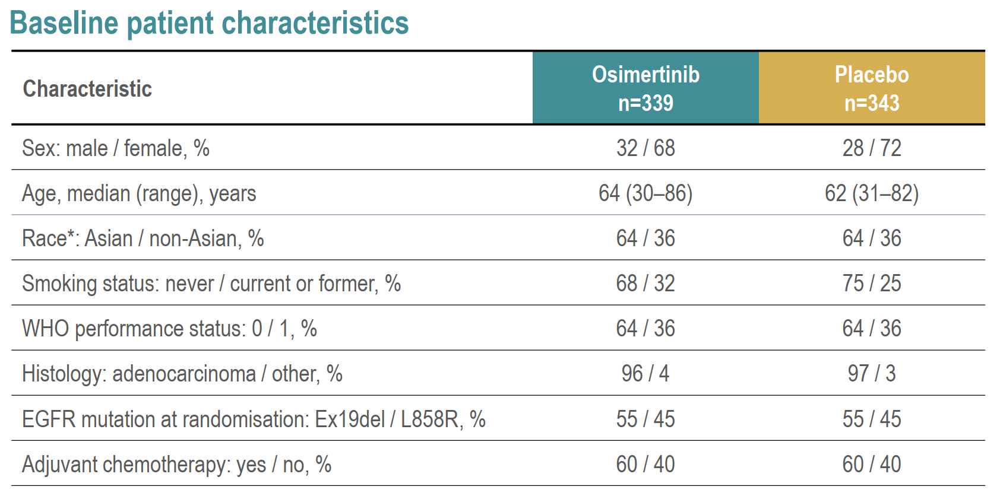 Baseline patient characteristics
Characteristic Osimertinib n=339 Placebo n=343
Sex: male / female, % 32 / 68 28 / 72
Age, median (range), years 64 (30–86) 62 (31–82)
Race*: Asian / non-Asian, % 64 / 36 64 / 36
Smoking status: never / current or former, % 68 / 32 75 / 25
WHO performance status: 0 / 1, % 64 / 36 64 / 36
Histology: adenocarcinoma / other, % 96 / 4 97 / 3
EGFR mutation at randomisation: Ex19del / L858R, % 55 / 45 55 / 45
Adjuvant chemotherapy: yes / no, % 60 / 40 60 / 40